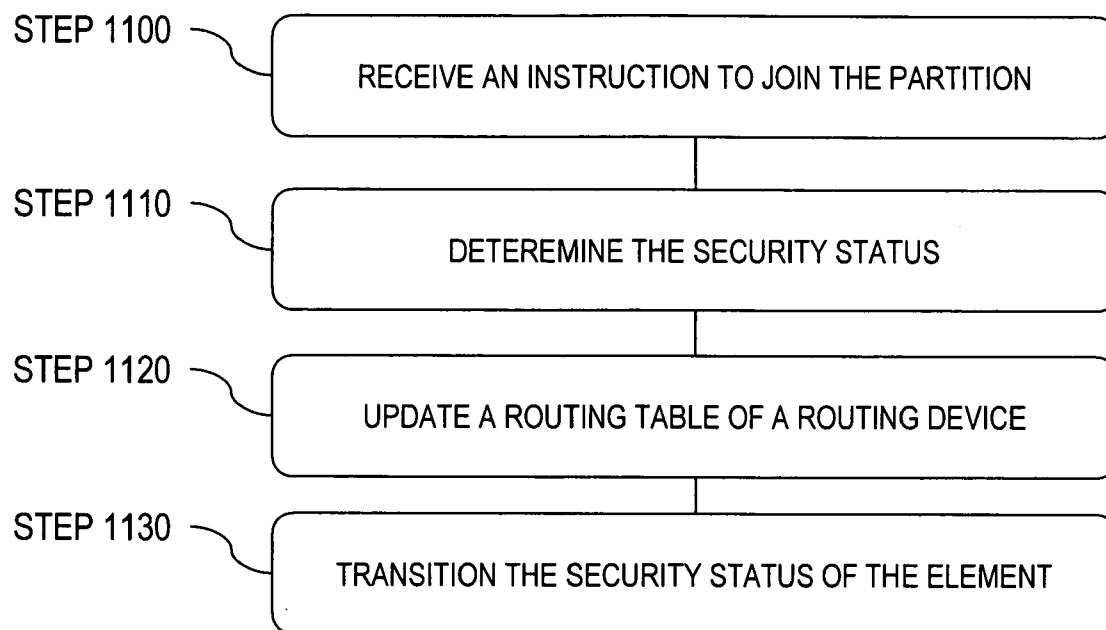 STEP 1100
RECEIVE AN INSTRUCTION TO JOIN THE PARTITION
STEP 1110
DETEREMINE THE SECURITY STATUS
STEP 1120
UPDATE A ROUTING TABLE OF A ROUTING DEVICE
STEP 1130
TRANSITION THE SECURITY STATUS OF THE ELEMENT